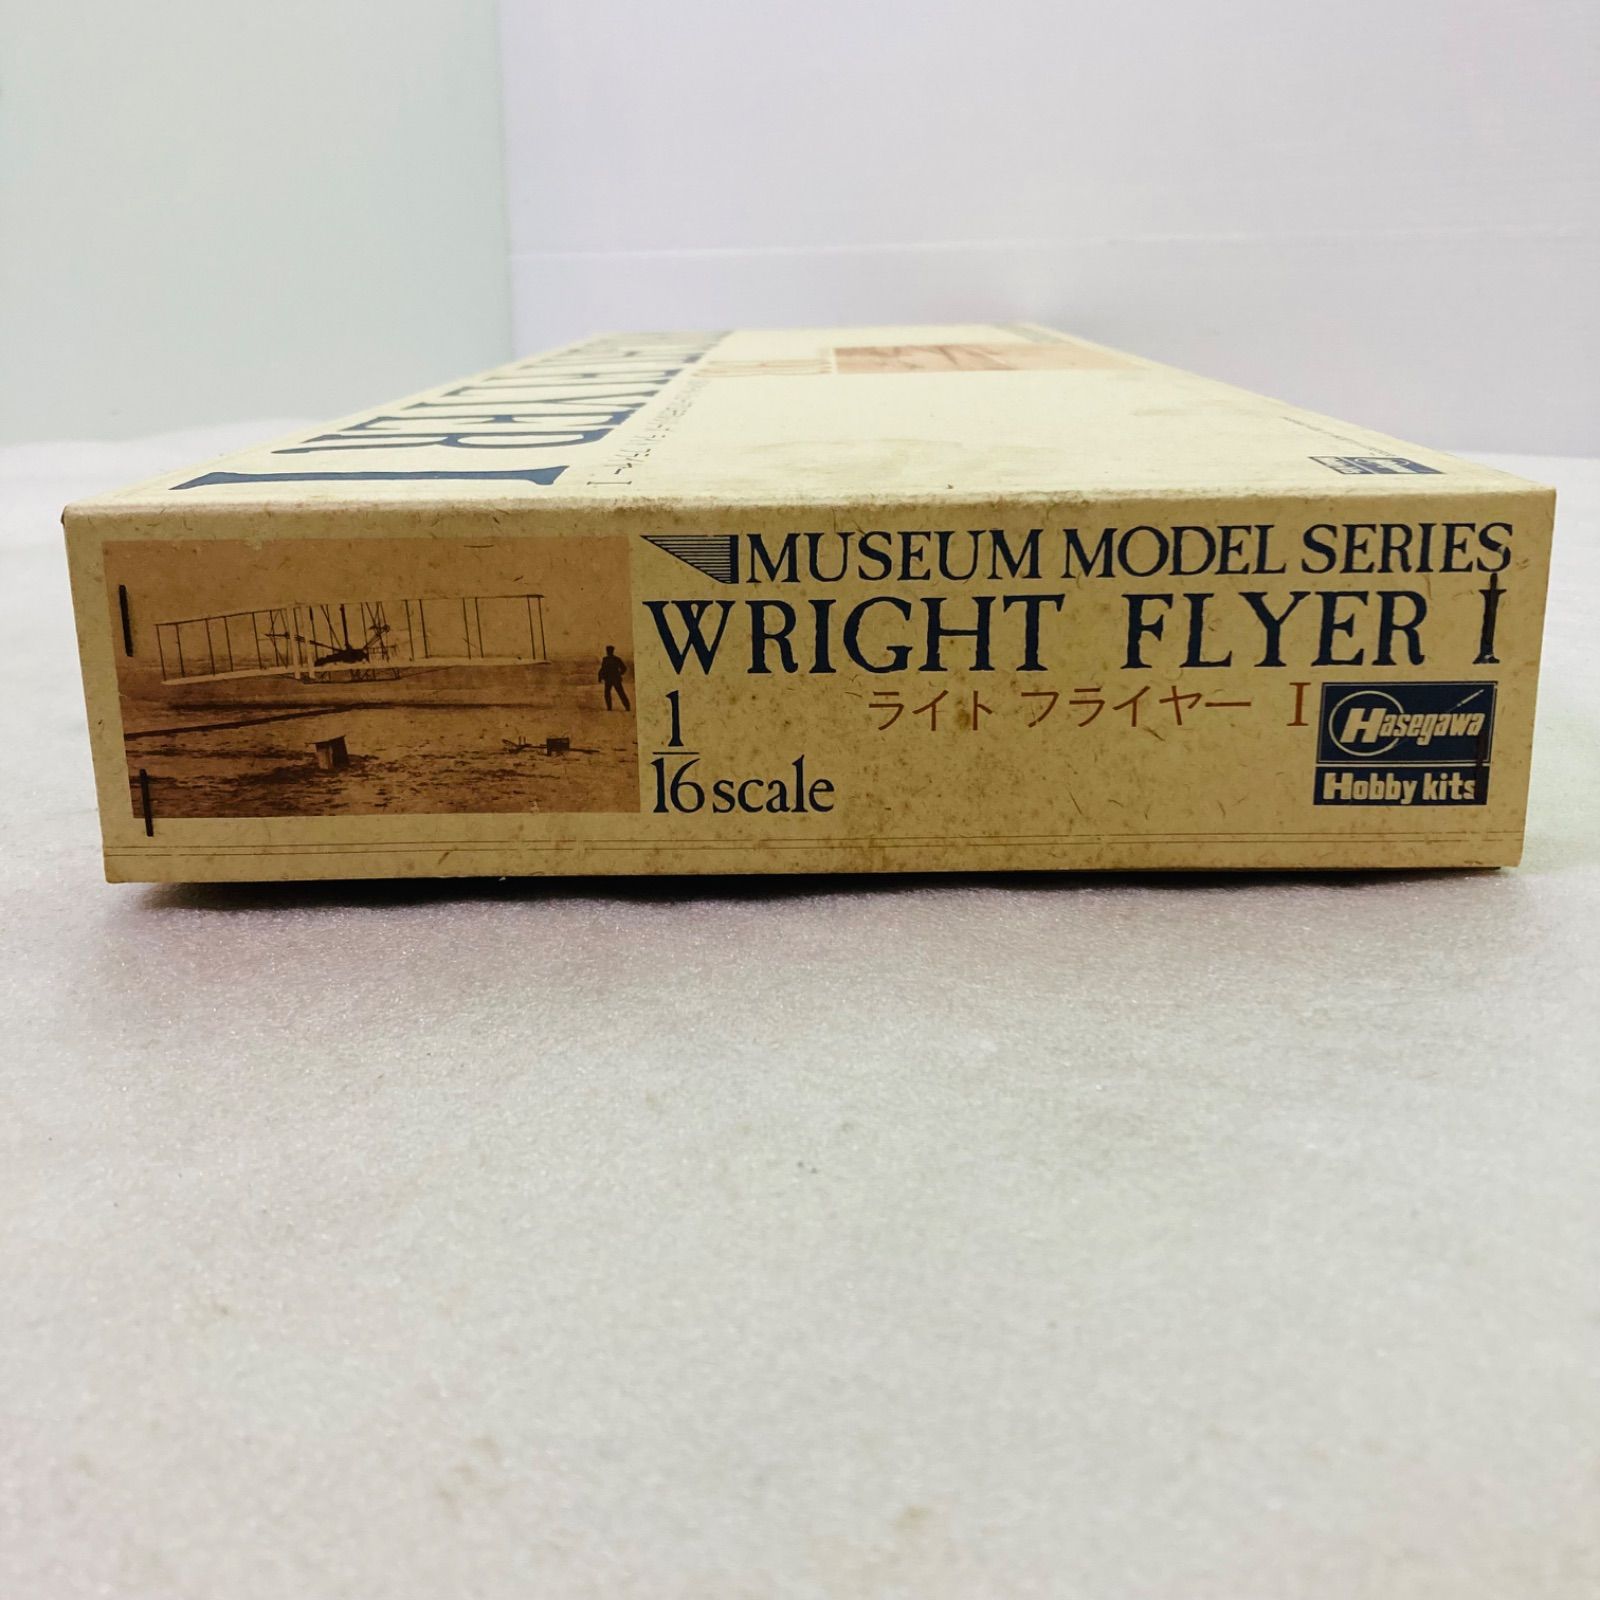 FLYER I
MUSEUM MODEL SERIES
WRIGHT FLYER I
ライト フライヤー I
1/16 scale
Hasegawa
Hobby kits